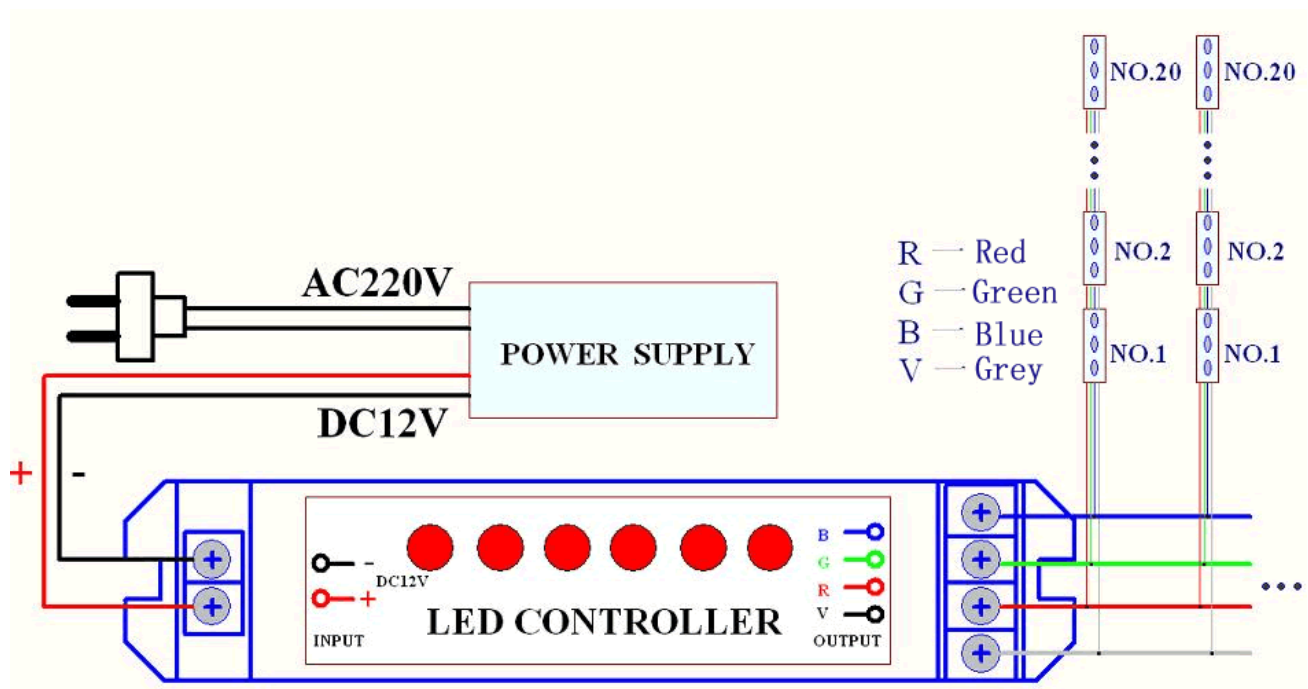 NO.20 NO.20
NO.2 NO.2
NO.1 NO.1
R — Red
G — Green
B — Blue
V — Grey
AC220V
POWER SUPPLY
DC12V
+ -
B
G
R
V
-
DC12V
+
LED CONTROLLER
INPUT
OUTPUT